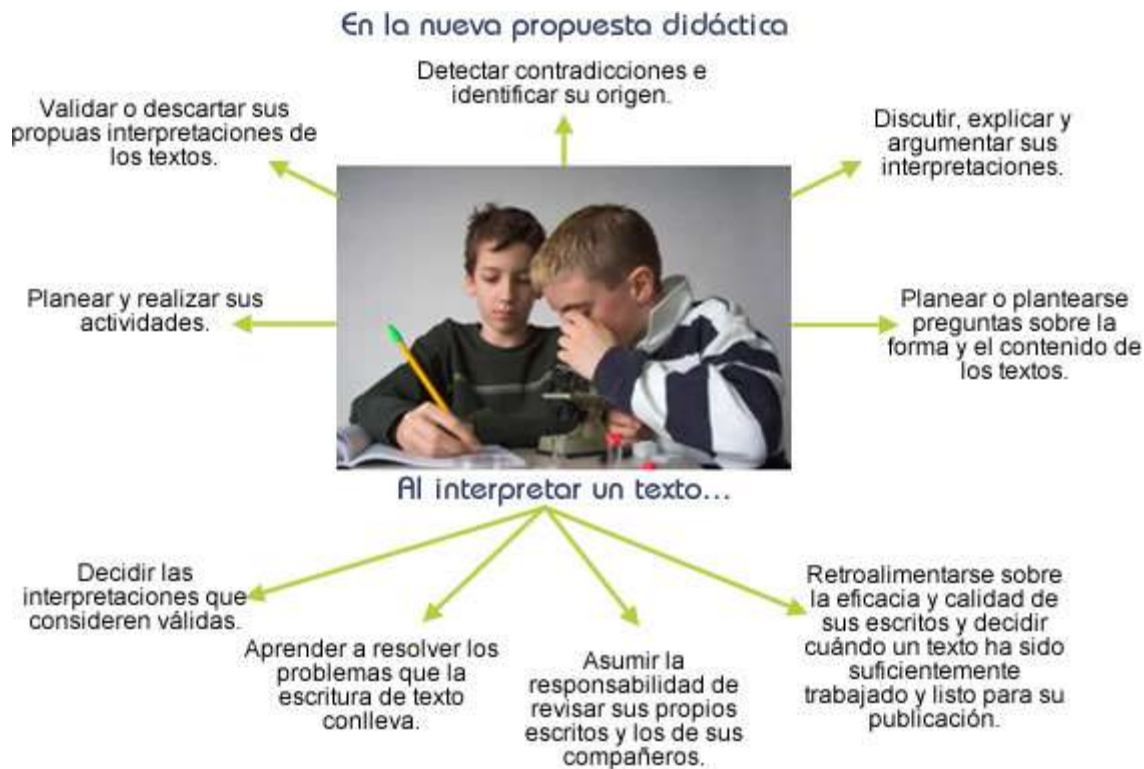 En la nueva propuesta didáctica
Detectar contradicciones e
identificar su origen.
Validar o descartar sus
propuas interpretaciones de
los textos.
Discutir, explicar y
argumentar sus
interpretaciones.
Planear y realizar sus
actividades.
Planear o plantearse
preguntas sobre la
forma y el contenido de
los textos.
Al interpretar un texto...
Decidir las
interpretaciones que
consideren válidas.
Aprender a resolver los
problemas que la
escritura de texto
conlleva.
Asumir la
responsabilidad de
revisar sus propios
escritos y los de sus
compañeros.
Retroalimentarse sobre
la eficacia y calidad de
sus escritos y decidir
cuándo un texto ha sido
suficientemente
trabajado y listo para su
publicación.